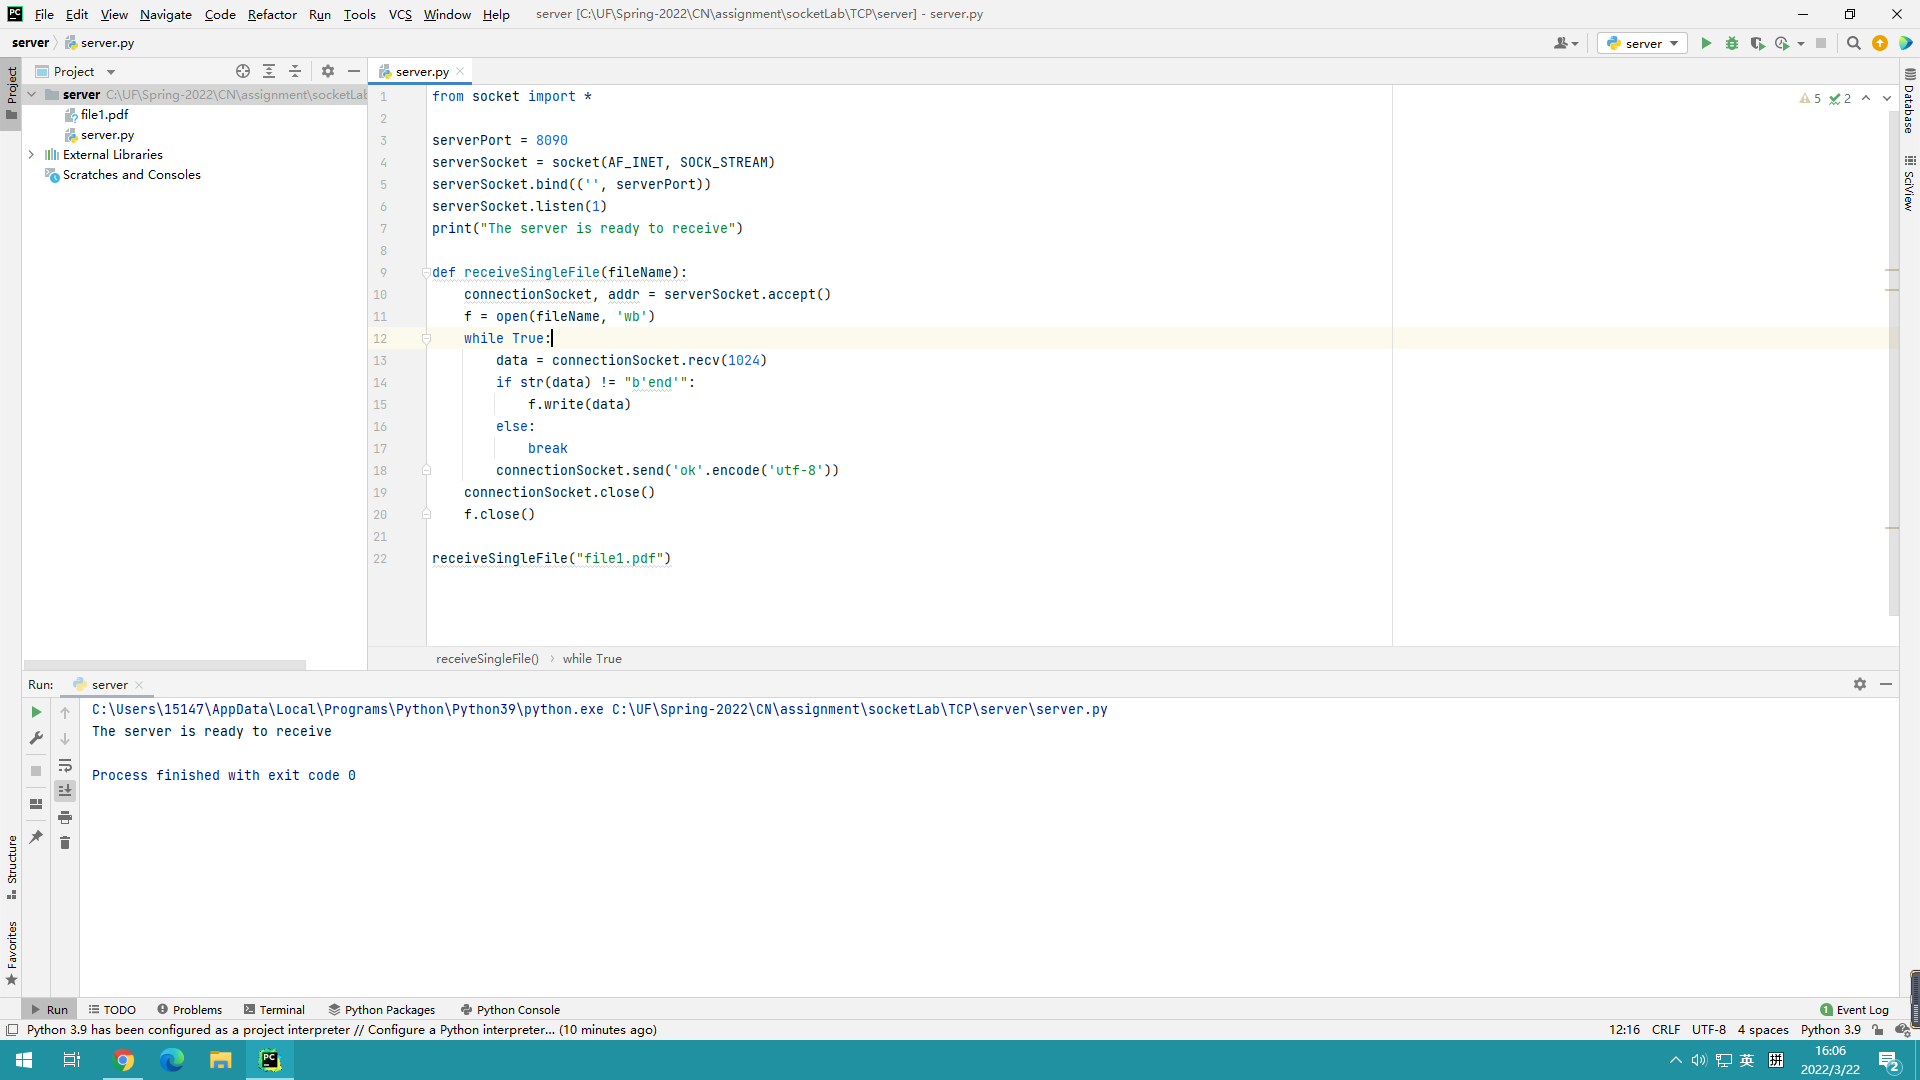 PC File Edit View Navigate Code Refactor Run Tools VCS Window Help server [C:\UF\Spring-2022\CN\assignment\socketLab\TCP\server] - server.py
server server.py server
Project server.py
Project
server C:\UF\Spring-2022\CN\assignment\socketLab
file1.pdf
server.py
External Libraries
Scratches and Consoles
1 from socket import *
2
3 serverPort = 8090
4 serverSocket = socket(AF_INET, SOCK_STREAM)
5 serverSocket.bind(('', serverPort))
6 serverSocket.listen(1)
7 print("The server is ready to receive")
8
9 def receiveSingleFile(fileName):
10 connectionSocket, addr = serverSocket.accept()
11 f = open(fileName, 'wb')
12 while True:
13 data = connectionSocket.recv(1024)
14 if str(data) != "b'end'":
15 f.write(data)
16 else:
17 break
18 connectionSocket.send('ok'.encode('utf-8'))
19 connectionSocket.close()
20 f.close()
21
22 receiveSingleFile("file1.pdf")
5 2
Database
SciView
receiveSingleFile() › while True
Run: server
C:\Users\15147\AppData\Local\Programs\Python\Python39\python.exe C:\UF\Spring-2022\CN\assignment\socketLab\TCP\server\server.py
The server is ready to receive
Process finished with exit code 0
Structure
Favorites
Run TODO Problems Terminal Python Packages Python Console 1 Event Log
Python 3.9 has been configured as a project interpreter // Configure a Python interpreter... (10 minutes ago) 12:16 CRLF UTF-8 4 spaces Python 3.9
PC 英 拼 16:06
2022/3/22 2